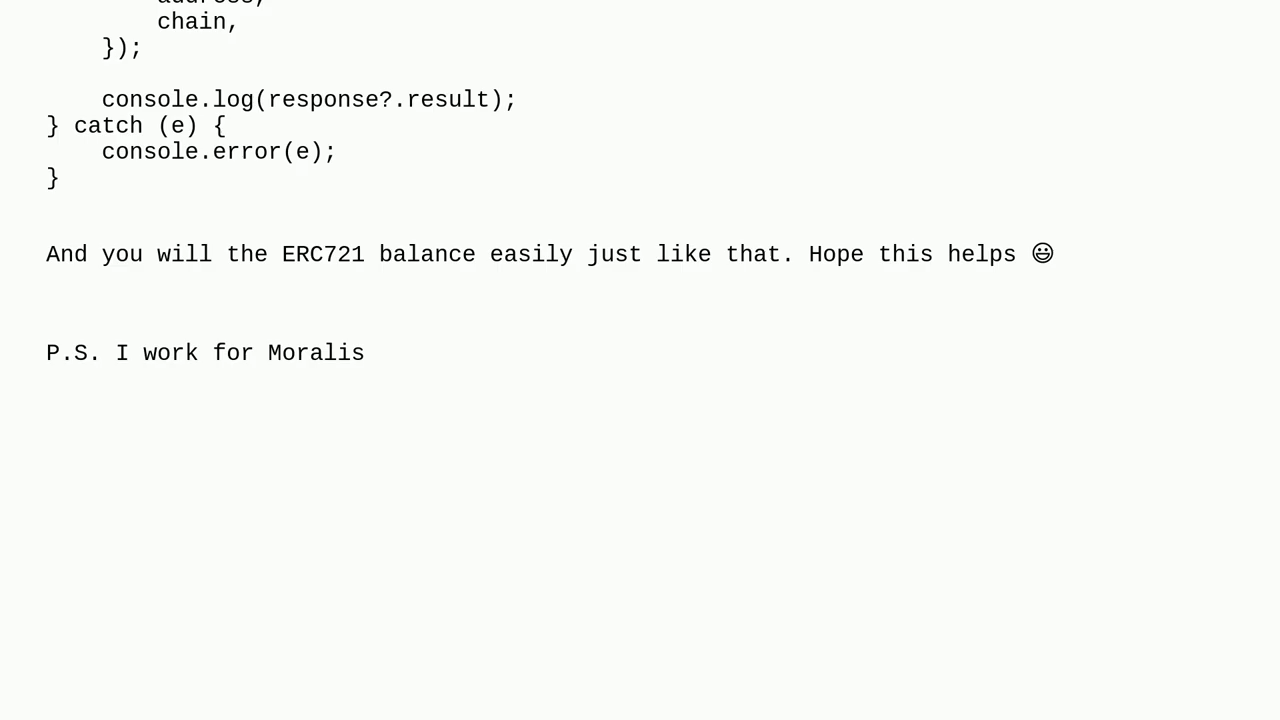 address,
chain,
});
console.log(response?.result);
} catch (e) {
console.error(e);
}
And you will the ERC721 balance easily just like that. Hope this helps 😃
P.S. I work for Moralis